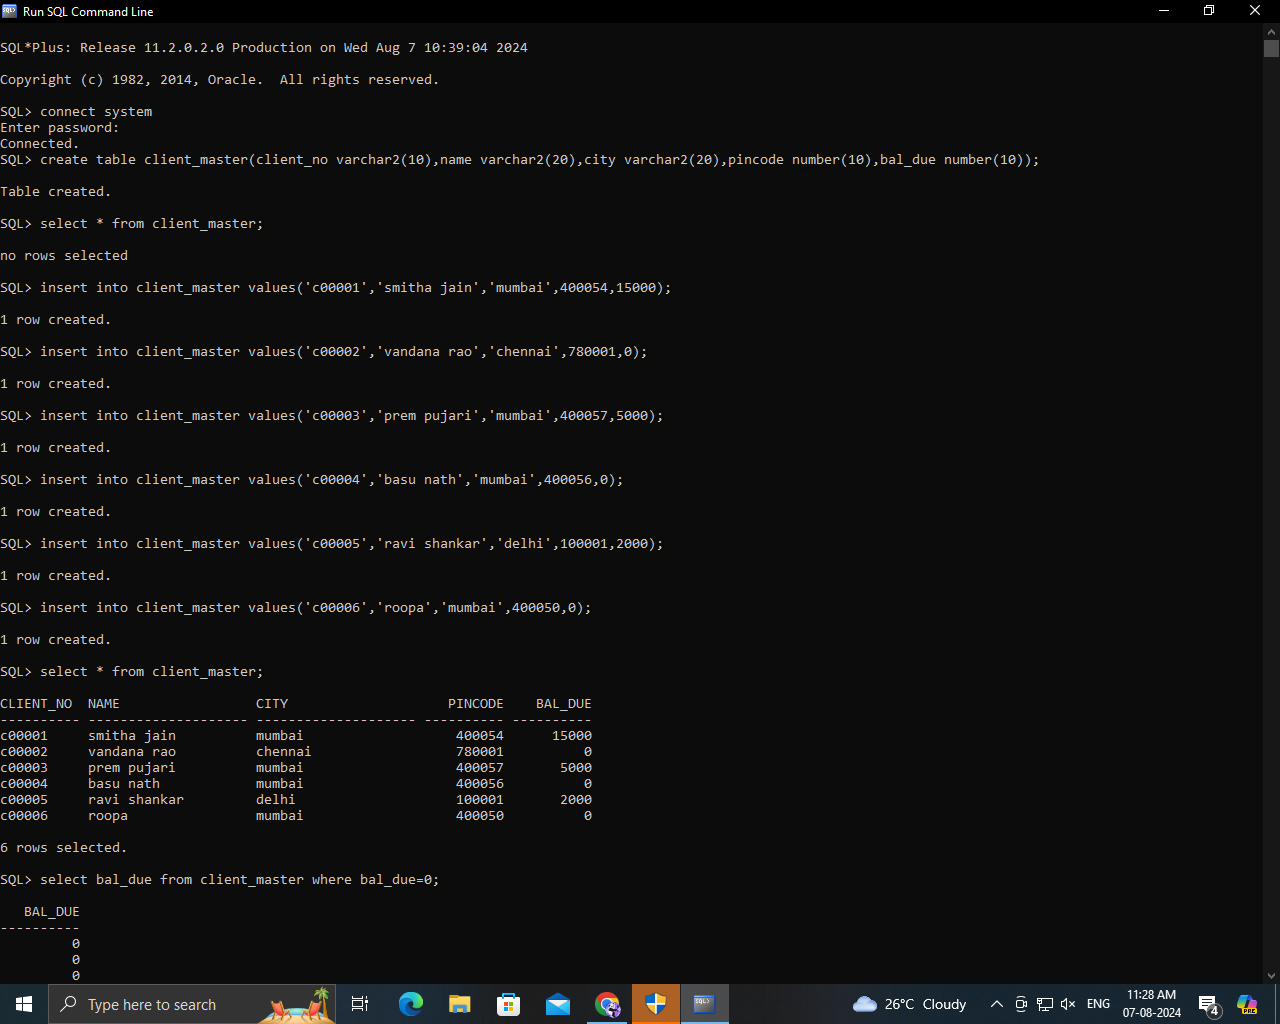 Run SQL Command Line
SQL*Plus: Release 11.2.0.2.0 Production on Wed Aug 7 10:39:04 2024
Copyright (c) 1982, 2014, Oracle.  All rights reserved.
SQL> connect system
Enter password:
Connected.
SQL> create table client_master(client_no varchar2(10),name varchar2(20),city varchar2(20),pincode number(10),bal_due number(10));
Table created.
SQL> select * from client_master;
no rows selected
SQL> insert into client_master values('c00001','smitha jain','mumbai',400054,15000);
1 row created.
SQL> insert into client_master values('c00002','vandana rao','chennai',780001,0);
1 row created.
SQL> insert into client_master values('c00003','prem pujari','mumbai',400057,5000);
1 row created.
SQL> insert into client_master values('c00004','basu nath','mumbai',400056,0);
1 row created.
SQL> insert into client_master values('c00005','ravi shankar','delhi',100001,2000);
1 row created.
SQL> insert into client_master values('c00006','roopa','mumbai',400050,0);
1 row created.
SQL> select * from client_master;
CLIENT_NO  NAME                 CITY                    PINCODE    BAL_DUE
---------- -------------------- -------------------- ---------- ----------
c00001     smitha jain          mumbai                   400054      15000
c00002     vandana rao          chennai                  780001          0
c00003     prem pujari          mumbai                   400057       5000
c00004     basu nath            mumbai                   400056          0
c00005     ravi shankar         delhi                    100001       2000
c00006     roopa                mumbai                   400050          0
6 rows selected.
SQL> select bal_due from client_master where bal_due=0;
BAL_DUE
----------
0
0
0
Type here to search
26°C Cloudy
ENG
11:28 AM
07-08-2024
4
PRE